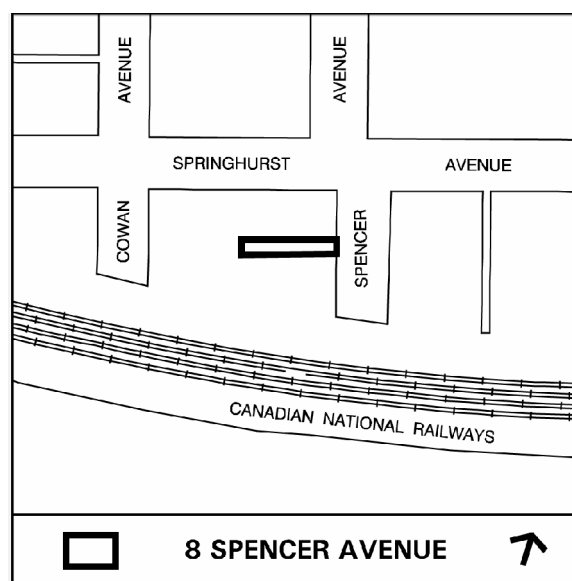 AVENUE
AVENUE
SPRINGHURST AVENUE
COWAN
SPENCER
CANADIAN NATIONAL RAILWAYS
8 SPENCER AVENUE